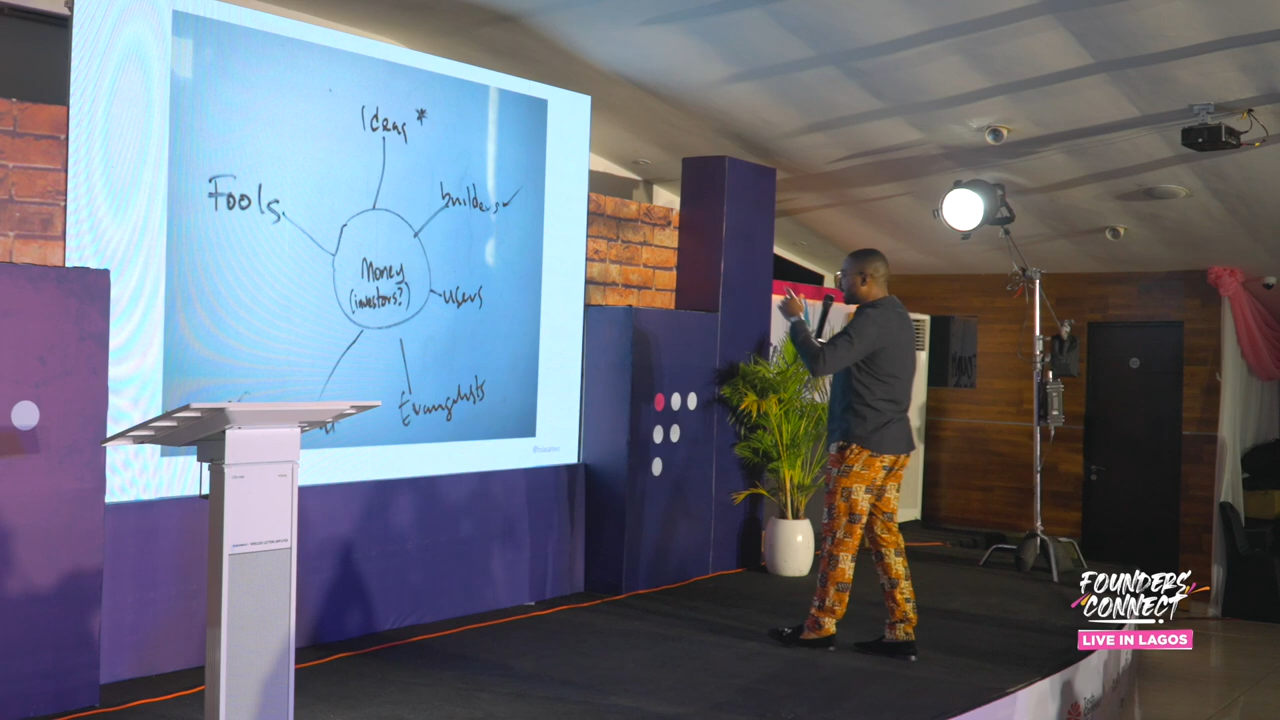 Ideas *
Fools
builders ✓
Money
(investors?)
users
Evangelists
FOUNDERS
CONNECT
LIVE IN LAGOS